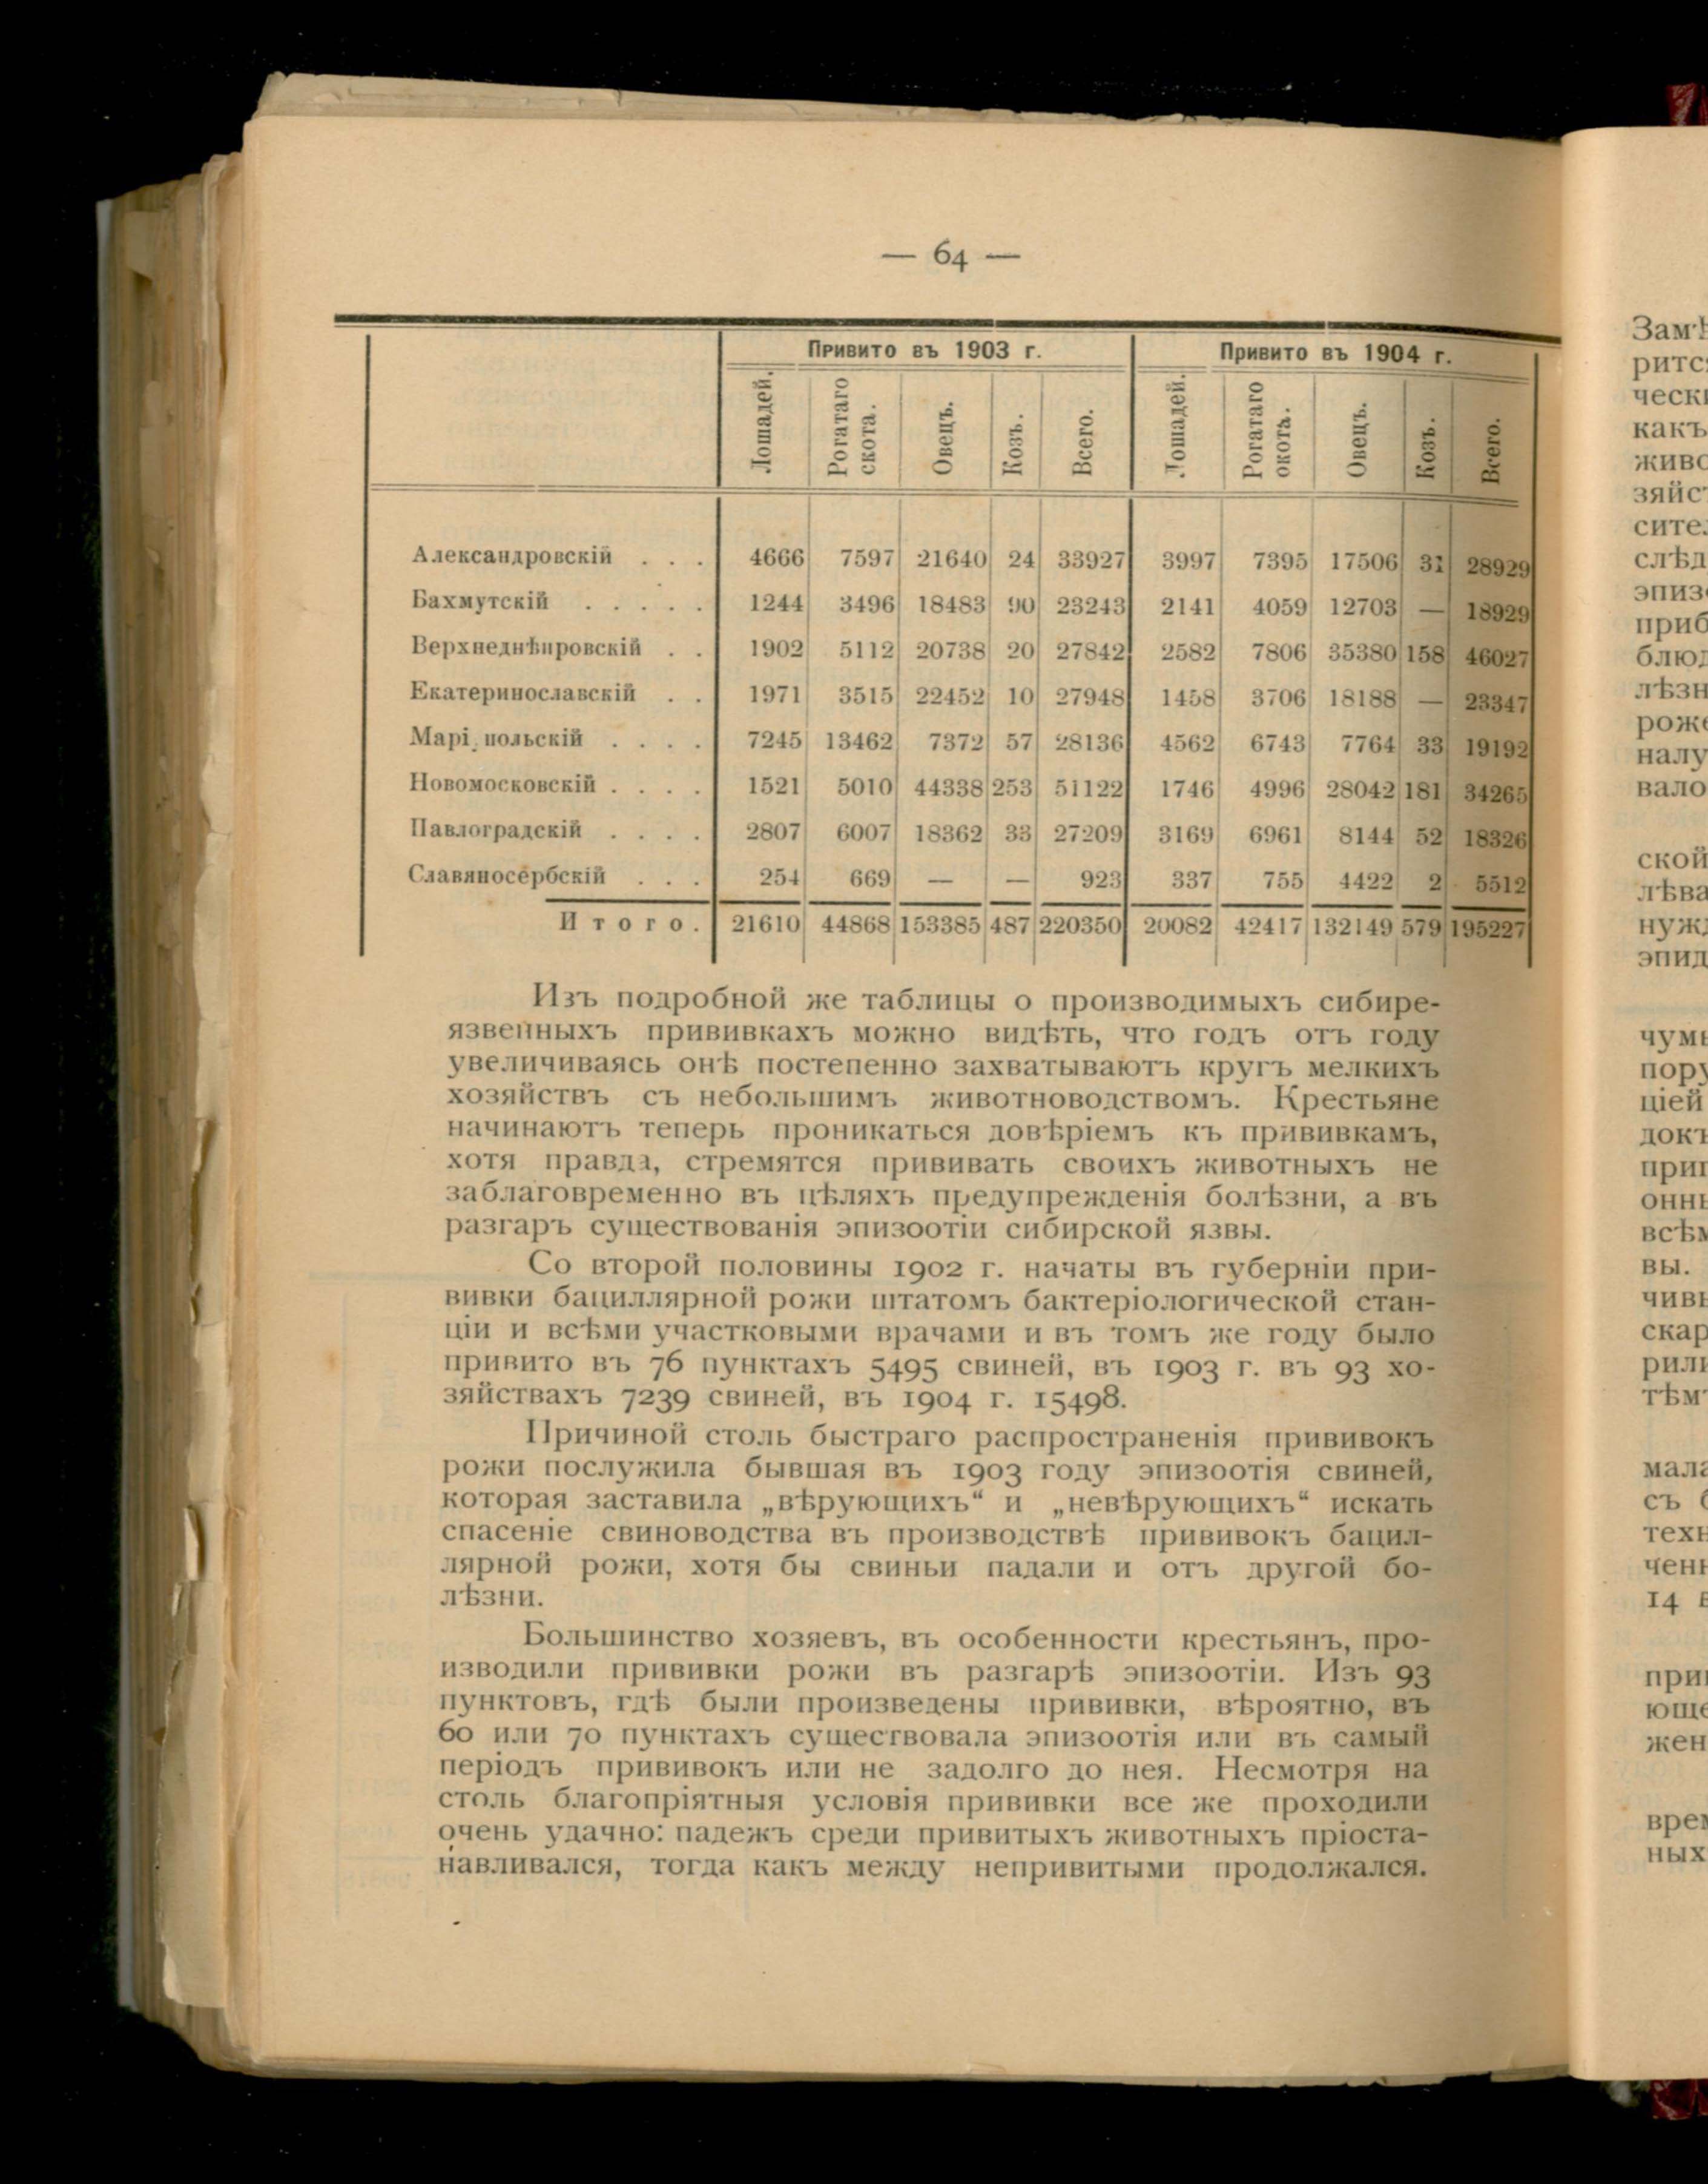 — 64 —
Привито въ 1903 г. Привито въ 1904 г.
Лошадей. Рогатаго скота. Овецъ. Козъ. Всего. Лошадей. Рогатаго окота. Овецъ. Козъ. Всего.
Александровскій . . . 4666 7597 21640 24 33927 3997 7395 17506 31 28929
Бахмутскій . . . . . 1244 3496 18483 90 23243 2141 4059 12703 — 18929
Верхнеднѣпровскій . . 1902 5112 20738 20 27842 2582 7806 35380 158 46027
Екатеринославскій . . 1971 3515 22452 10 27948 1458 3706 18188 — 23347
Марі.польскій . . . . 7245 13462 7372 57 28136 4562 6743 7764 33 19192
Новомосковскій . . . . 1521 5010 44338 253 51122 1746 4996 28042 181 34265
Павлоградскій . . . . 2807 6007 18362 33 27209 3169 6961 8144 52 18326
Славяносербскій . . . 254 669 — — 923 337 755 4422 2 5512
Итого. 21610 44868 153385 487 220350 20082 42417 132149 579 195227
Изъ подробной же таблицы о производимыхъ сибире-
язвенныхъ прививкахъ можно видѣть, что годъ отъ году
увеличиваясь онѣ постепенно захватываютъ кругъ мелкихъ
хозяйствъ съ небольшимъ животноводствомъ. Крестьяне
начинаютъ теперь проникаться довѣріемъ къ прививкамъ,
хотя правда, стремятся прививать своихъ животныхъ не
заблаговременно въ цѣляхъ предупрежденія болѣзни, а въ
разгаръ существованія эпизоотіи сибирской язвы.
Со второй половины 1902 г. начаты въ губерніи при-
вивки бациллярной рожи штатомъ бактеріологической стан-
ціи и всѣми участковыми врачами и въ томъ же году было
привито въ 76 пунктахъ 5495 свиней, въ 1903 г. въ 93 хо-
зяйствахъ 7239 свиней, въ 1904 г. 15498.
Причиной столь быстраго распространенія прививокъ
рожи послужила бывшая въ 1903 году эпизоотія свиней,
которая заставила „вѣрующихъ“ и „невѣрующихъ“ искать
спасеніе свиноводства въ производствѣ прививокъ бацил-
лярной рожи, хотя бы свиньи падали и отъ другой бо-
лѣзни.
Большинство хозяевъ, въ особенности крестьянъ, про-
изводили прививки рожи въ разгарѣ эпизоотіи. Изъ 93
пунктовъ, гдѣ были произведены прививки, вѣроятно, въ
60 или 70 пунктахъ существовала эпизоотія или въ самый
періодъ прививокъ или не задолго до нея. Несмотря на
столь благопріятныя условія прививки все же проходили
очень удачно: падежъ среди привитыхъ животныхъ пріоста-
навливался, тогда какъ между непривитыми продолжался.